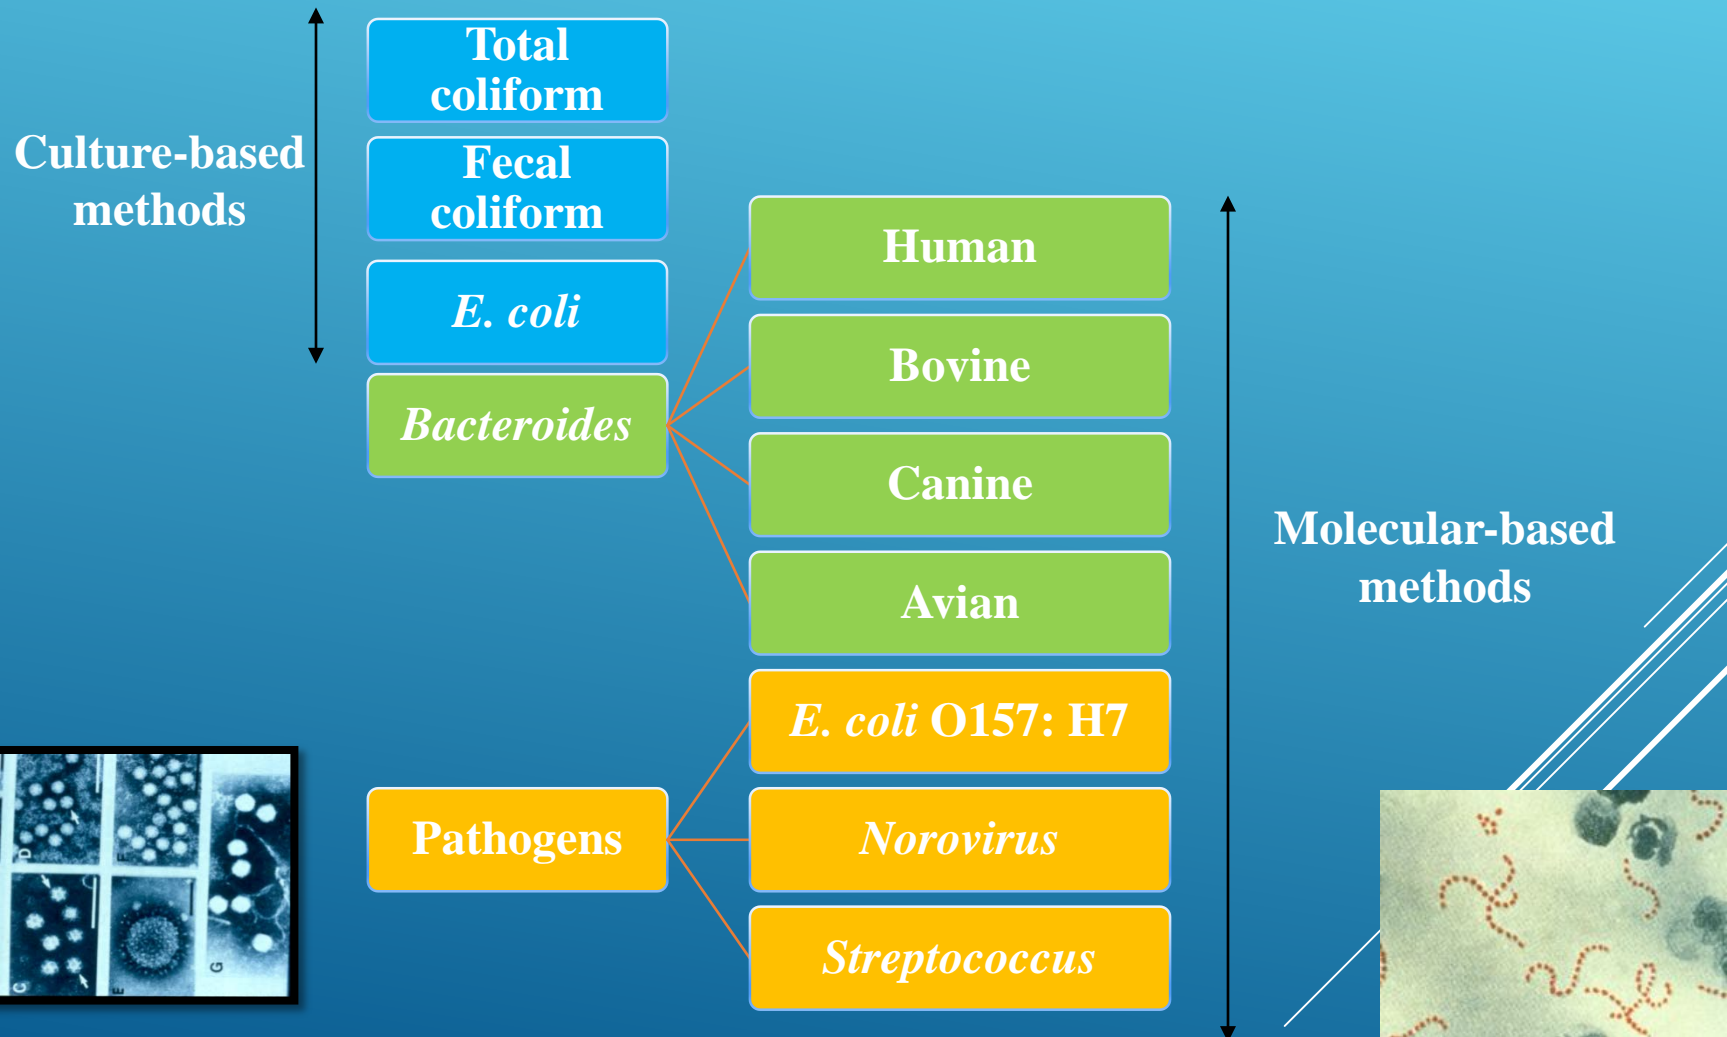 Total
coliform
Culture-based
methods
Fecal
coliform
E. coli
Bacteroides
Human
Bovine
Canine
Avian
Molecular-based
methods
E. coli O157: H7
Pathogens
Norovirus
Streptococcus
D
F
C
E
G